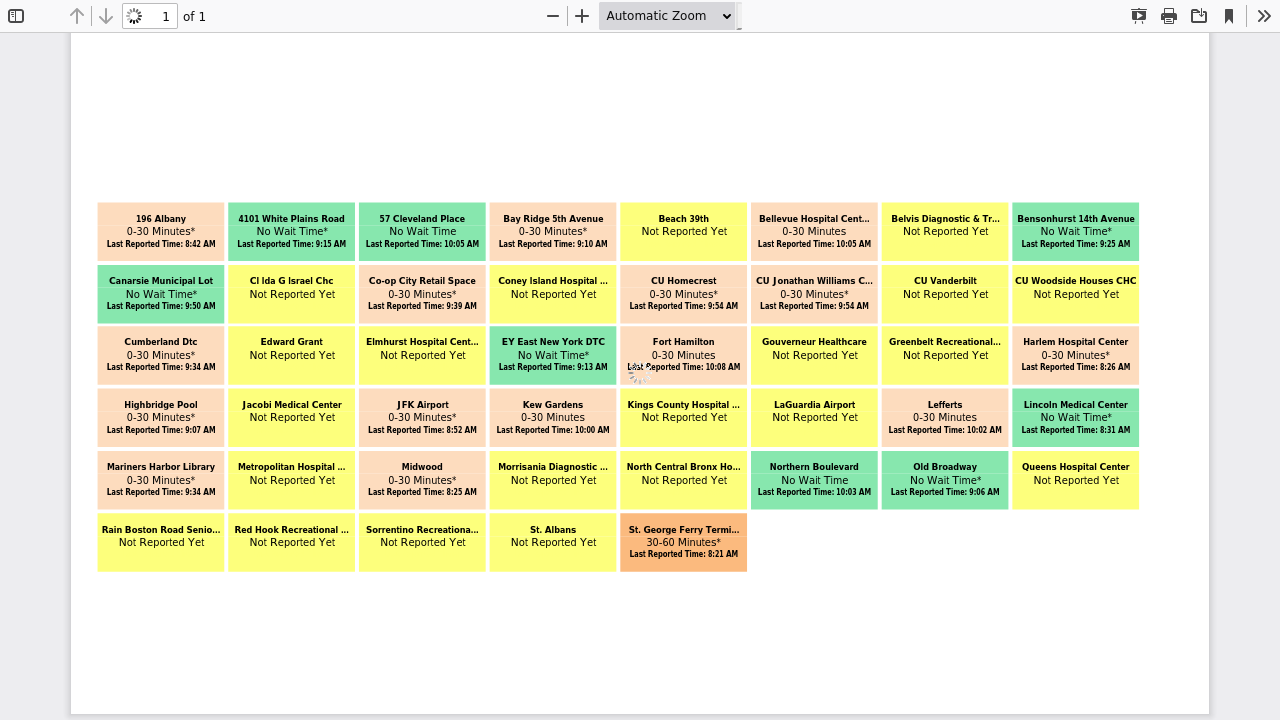 1 of 1
Automatic Zoom
196 Albany
0-30 Minutes*
Last Reported Time: 8:42 AM
4101 White Plains Road
No Wait Time*
Last Reported Time: 9:15 AM
57 Cleveland Place
No Wait Time
Last Reported Time: 10:05 AM
Bay Ridge 5th Avenue
0-30 Minutes*
Last Reported Time: 9:10 AM
Beach 39th
Not Reported Yet
Bellevue Hospital Cent...
0-30 Minutes
Last Reported Time: 10:05 AM
Belvis Diagnostic & Tr...
Not Reported Yet
Bensonhurst 14th Avenue
No Wait Time*
Last Reported Time: 9:25 AM
Canarsie Municipal Lot
No Wait Time*
Last Reported Time: 9:50 AM
Cl Ida G Israel Chc
Not Reported Yet
Co-op City Retail Space
0-30 Minutes*
Last Reported Time: 9:39 AM
Coney Island Hospital ...
Not Reported Yet
CU Homecrest
0-30 Minutes*
Last Reported Time: 9:54 AM
CU Jonathan Williams C...
0-30 Minutes*
Last Reported Time: 9:54 AM
CU Vanderbilt
Not Reported Yet
CU Woodside Houses CHC
Not Reported Yet
Cumberland Dtc
0-30 Minutes*
Last Reported Time: 9:34 AM
Edward Grant
Not Reported Yet
Elmhurst Hospital Cent...
Not Reported Yet
EY East New York DTC
No Wait Time*
Last Reported Time: 9:13 AM
Fort Hamilton
0-30 Minutes
Last Reported Time: 10:08 AM
Gouverneur Healthcare
Not Reported Yet
Greenbelt Recreational...
Not Reported Yet
Harlem Hospital Center
0-30 Minutes*
Last Reported Time: 8:26 AM
Highbridge Pool
0-30 Minutes*
Last Reported Time: 9:07 AM
Jacobi Medical Center
Not Reported Yet
JFK Airport
0-30 Minutes*
Last Reported Time: 8:52 AM
Kew Gardens
0-30 Minutes
Last Reported Time: 10:00 AM
Kings County Hospital ...
Not Reported Yet
LaGuardia Airport
Not Reported Yet
Lefferts
0-30 Minutes
Last Reported Time: 10:02 AM
Lincoln Medical Center
No Wait Time*
Last Reported Time: 8:31 AM
Mariners Harbor Library
0-30 Minutes*
Last Reported Time: 9:34 AM
Metropolitan Hospital ...
Not Reported Yet
Midwood
0-30 Minutes*
Last Reported Time: 8:25 AM
Morrisania Diagnostic ...
Not Reported Yet
North Central Bronx Ho...
Not Reported Yet
Northern Boulevard
No Wait Time
Last Reported Time: 10:03 AM
Old Broadway
No Wait Time*
Last Reported Time: 9:06 AM
Queens Hospital Center
Not Reported Yet
Rain Boston Road Senio...
Not Reported Yet
Red Hook Recreational ...
Not Reported Yet
Sorrentino Recreationa...
Not Reported Yet
St. Albans
Not Reported Yet
St. George Ferry Termi...
30-60 Minutes*
Last Reported Time: 8:21 AM